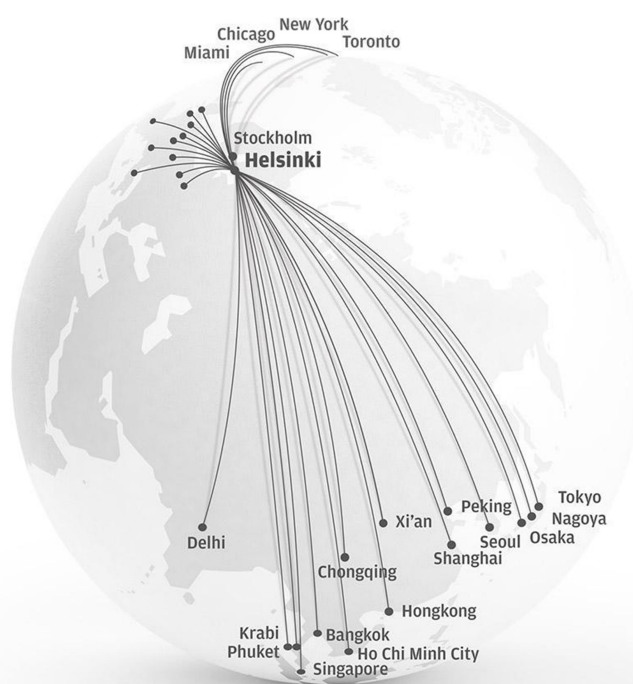 New York
Chicago
Toronto
Miami
Stockholm
Helsinki
Tokyo
Peking
Nagoya
Xi'an
Osaka
Seoul
Delhi
Shanghai
Chongqing
Hongkong
Krabi
Bangkok
Phuket
Ho Chi Minh City
Singapore